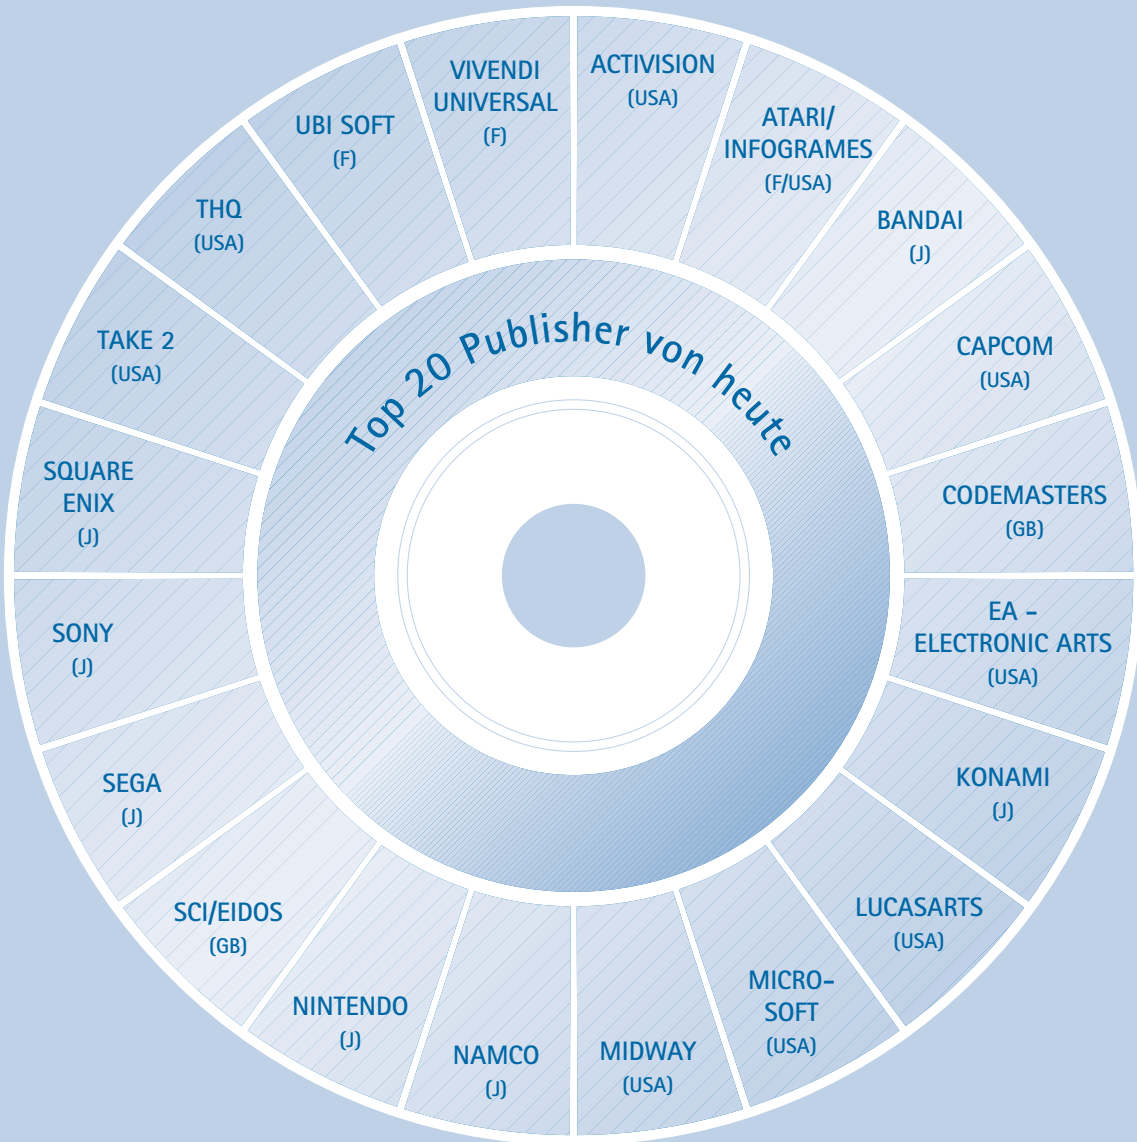 Top 20 Publisher von heute
ACTIVISION
(USA)
ATARI/
INFOGRAMES
(F/USA)
BANDAI
(J)
CAPCOM
(USA)
CODEMASTERS
(GB)
EA –
ELECTRONIC ARTS
(USA)
KONAMI
(J)
LUCASARTS
(USA)
MICRO-
SOFT
(USA)
MIDWAY
(USA)
NAMCO
(J)
NINTENDO
(J)
SCI/EIDOS
(GB)
SEGA
(J)
SONY
(J)
SQUARE
ENIX
(J)
TAKE 2
(USA)
THQ
(USA)
UBI SOFT
(F)
VIVENDI
UNIVERSAL
(F)